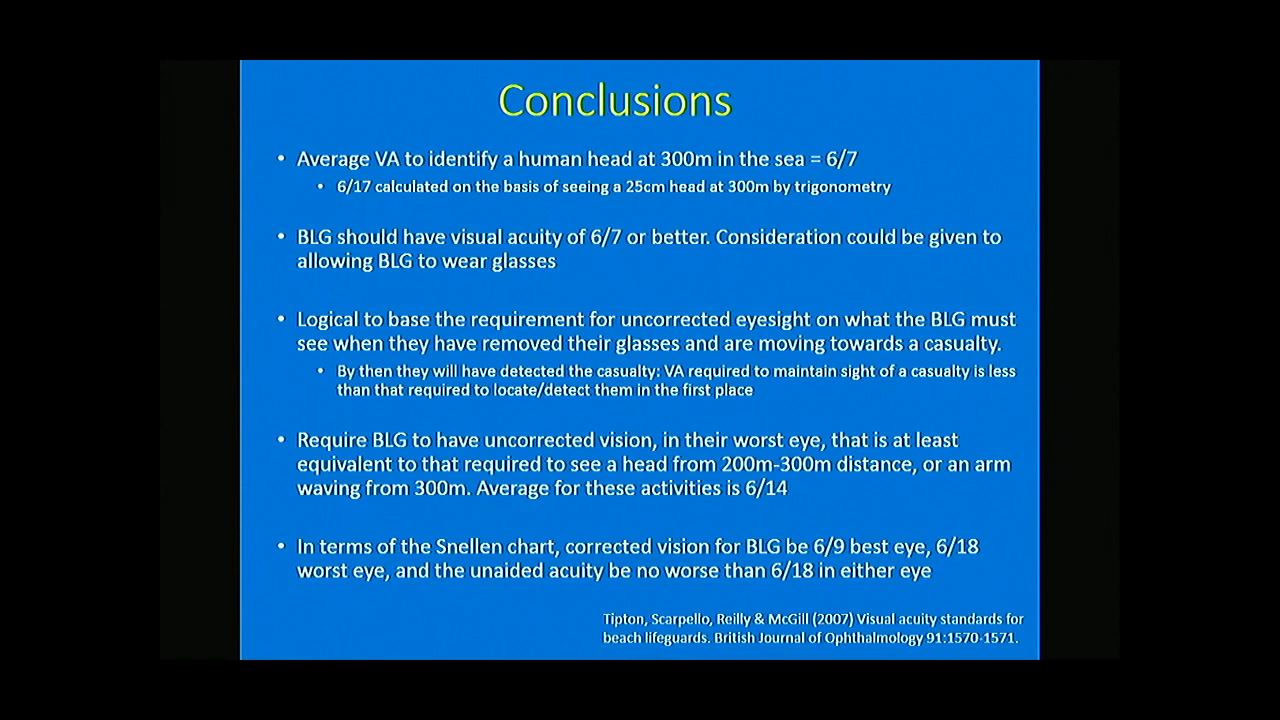 Conclusions
• Average VA to identify a human head at 300m in the sea = 6/7
• 6/17 calculated on the basis of seeing a 25cm head at 300m by trigonometry
• BLG should have visual acuity of 6/7 or better. Consideration could be given to
allowing BLG to wear glasses
• Logical to base the requirement for uncorrected eyesight on what the BLG must
see when they have removed their glasses and are moving towards a casualty.
• By then they will have detected the casualty: VA required to maintain sight of a casualty is less
than that required to locate/detect them in the first place
• Require BLG to have uncorrected vision, in their worst eye, that is at least
equivalent to that required to see a head from 200m-300m distance, or an arm
waving from 300m. Average for these activities is 6/14
• In terms of the Snellen chart, corrected vision for BLG be 6/9 best eye, 6/18
worst eye, and the unaided acuity be no worse than 6/18 in either eye
Tipton, Scarpello, Reilly & McGill (2007) Visual acuity standards for
beach lifeguards. British Journal of Ophthalmology 91:1570-1571.